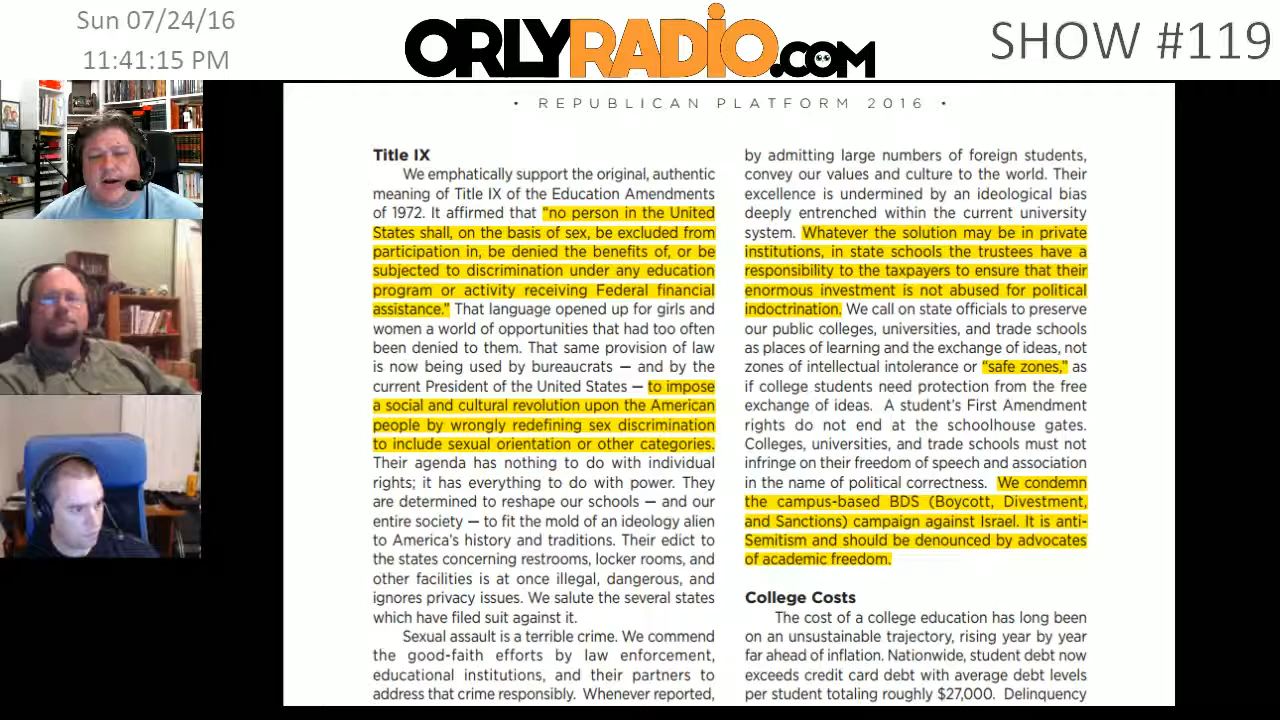 Sun 07/24/16
11:41:15 PM
ORLYRADIO.COM
SHOW #119
• REPUBLICAN PLATFORM 2016 •
Title IX
We emphatically support the original, authentic
meaning of Title IX of the Education Amendments
of 1972. It affirmed that “no person in the United
States shall, on the basis of sex, be excluded from
participation in, be denied the benefits of, or be
subjected to discrimination under any education
program or activity receiving Federal financial
assistance.” That language opened up for girls and
women a world of opportunities that had too often
been denied to them. That same provision of law
is now being used by bureaucrats — and by the
current President of the United States — to impose
a social and cultural revolution upon the American
people by wrongly redefining sex discrimination
to include sexual orientation or other categories.
Their agenda has nothing to do with individual
rights; it has everything to do with power. They
are determined to reshape our schools — and our
entire society — to fit the mold of an ideology alien
to America’s history and traditions. Their edict to
the states concerning restrooms, locker rooms, and
other facilities is at once illegal, dangerous, and
ignores privacy issues. We salute the several states
which have filed suit against it.
Sexual assault is a terrible crime. We commend
the good-faith efforts by law enforcement,
educational institutions, and their partners to
address that crime responsibly. Whenever reported,
by admitting large numbers of foreign students,
convey our values and culture to the world. Their
excellence is undermined by an ideological bias
deeply entrenched within the current university
system. Whatever the solution may be in private
institutions, in state schools the trustees have a
responsibility to the taxpayers to ensure that their
enormous investment is not abused for political
indoctrination. We call on state officials to preserve
our public colleges, universities, and trade schools
as places of learning and the exchange of ideas, not
zones of intellectual intolerance or “safe zones,” as
if college students need protection from the free
exchange of ideas. A student’s First Amendment
rights do not end at the schoolhouse gates.
Colleges, universities, and trade schools must not
infringe on their freedom of speech and association
in the name of political correctness. We condemn
the campus-based BDS (Boycott, Divestment,
and Sanctions) campaign against Israel. It is anti-
Semitism and should be denounced by advocates
of academic freedom.
College Costs
The cost of a college education has long been
on an unsustainable trajectory, rising year by year
far ahead of inflation. Nationwide, student debt now
exceeds credit card debt with average debt levels
per student totaling roughly $27,000. Delinquency